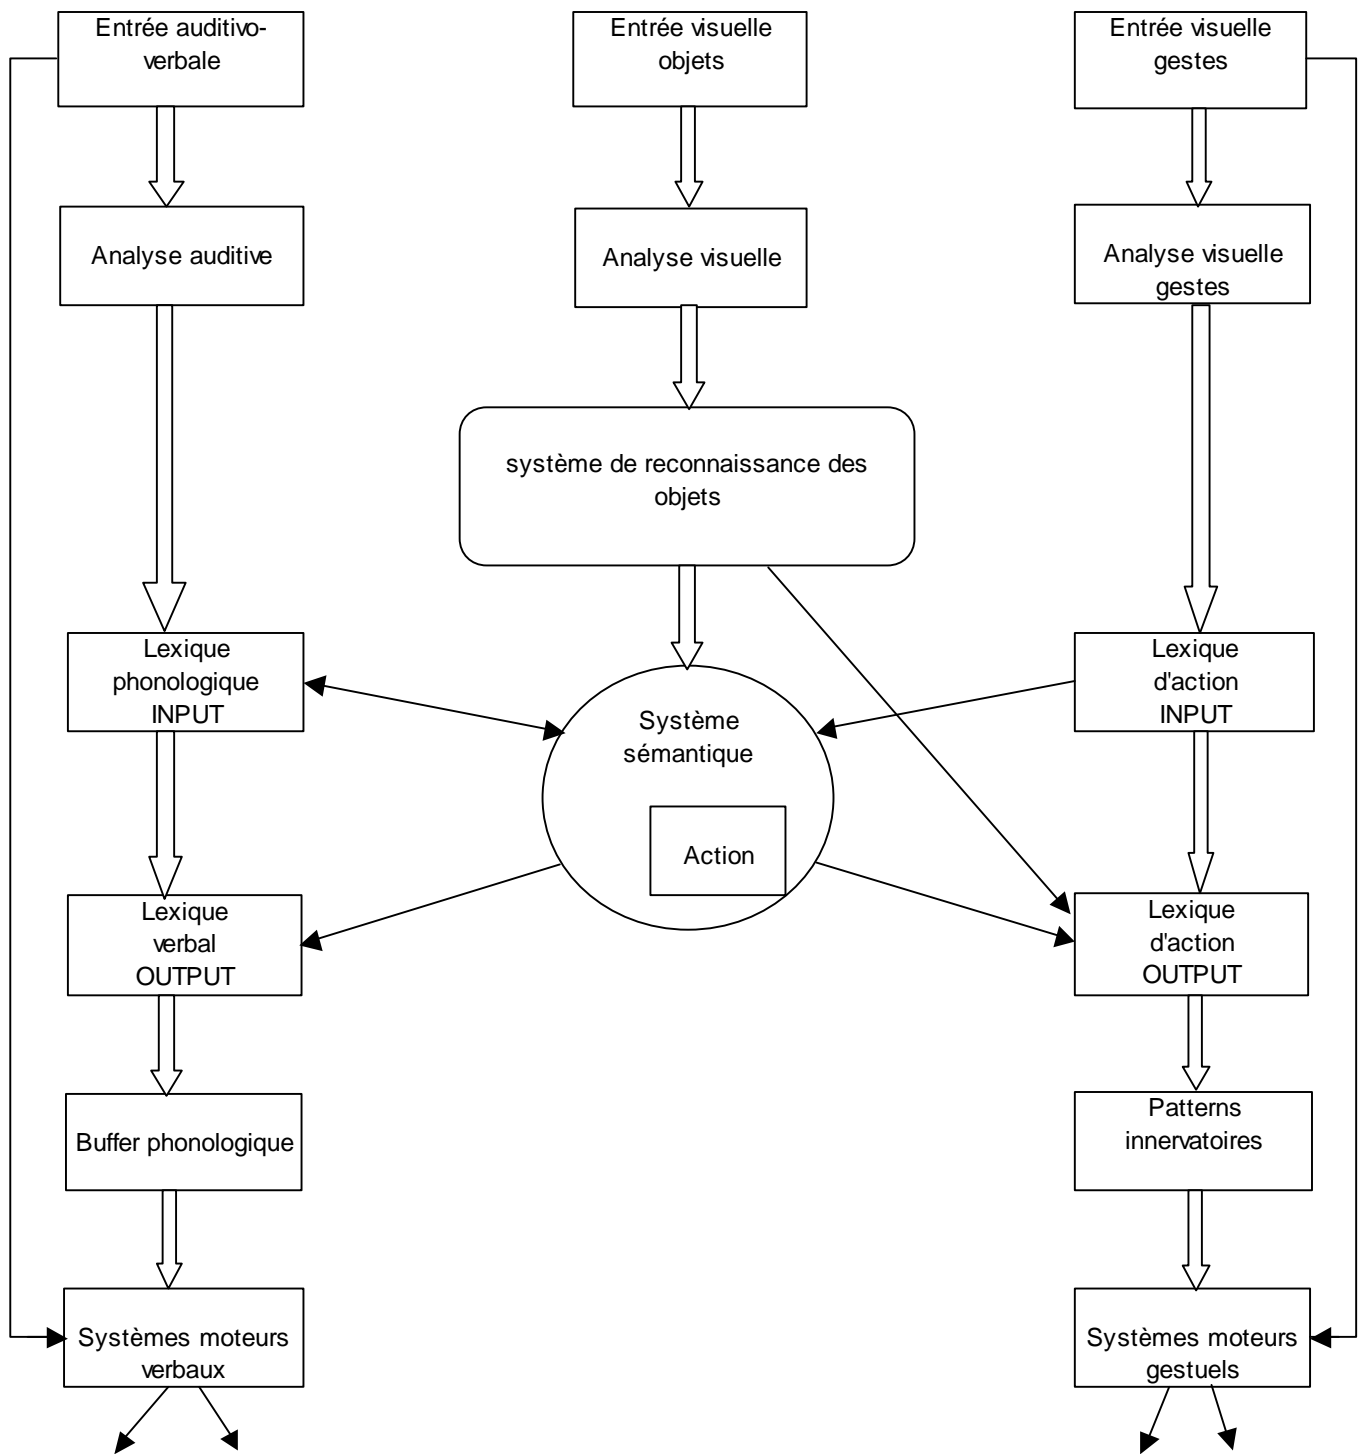 Entrée auditivo-
verbale
Entrée visuelle
objets
Entrée visuelle
gestes
Analyse auditive
Analyse visuelle
Analyse visuelle
gestes
système de reconnaissance des
objets
Lexique
phonologique
INPUT
Système
sémantique
Action
Lexique
d'action
INPUT
Lexique
verbal
OUTPUT
Lexique
d'action
OUTPUT
Buffer phonologique
Patterns
innervatoires
Systèmes moteurs
verbaux
Systèmes moteurs
gestuels